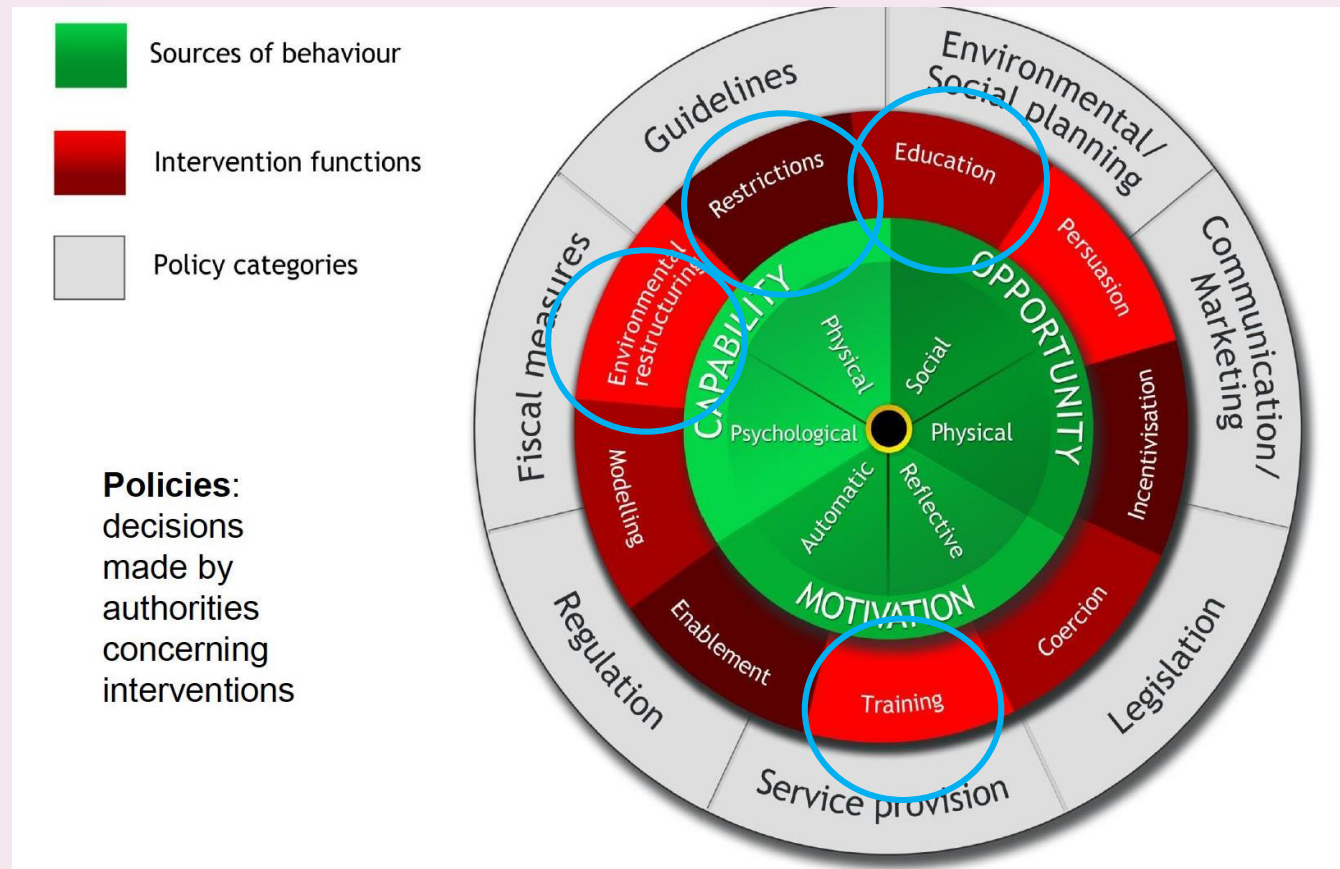 Sources of behaviour
Intervention functions
Policy categories
Policies:
decisions
made by
authorities
concerning
interventions
Guidelines
Environmental/
Social planning
Communication/
Marketing
Legislation
Service provision
Regulation
Fiscal measures
Restrictions
Education
Persuasion
Incentivisation
Coercion
Training
Enablement
Modelling
Environmental
restructuring
CAPABILITY
OPPORTUNITY
MOTIVATION
Physical
Social
Physical
Reflective
Automatic
Psychological